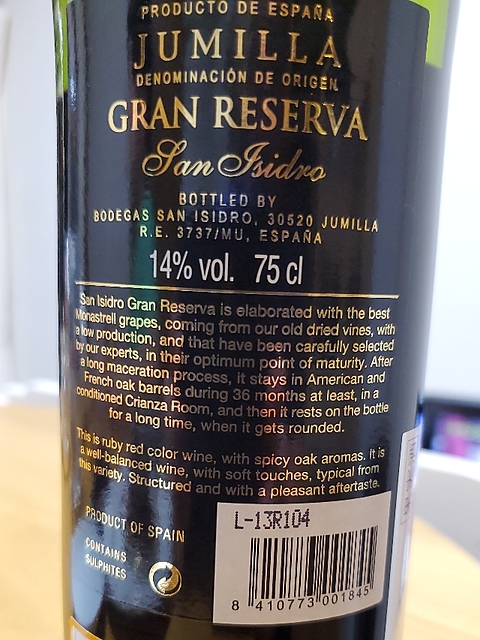 PRODUCTO DE ESPAÑA
JUMILLA
DENOMINACIÓN DE ORIGEN
GRAN RESERVA
San Isidro
BOTTLED BY
BODEGAS SAN ISIDRO, 30520 JUMILLA
R.E. 3737/MU, ESPAÑA
14% vol. 75 cl
San Isidro Gran Reserva is elaborated with the best
Monastrell grapes, coming from our old dried vines, with
a low production, and that have been carefully selected
by our experts, in their optimum point of maturity. After
a long maceration process, it stays in American and
French oak barrels during 36 months at least, in a
conditioned Crianza Room, and then it rests on the bottle
for a long time, when it gets rounded.
This is ruby red color wine, with spicy oak aromas. It is
a well-balanced wine, with soft touches, typical from
this variety. Structured and with a pleasant aftertaste.
PRODUCT OF SPAIN
CONTAINS
SULPHITES
L-13R104
8 410773 001845